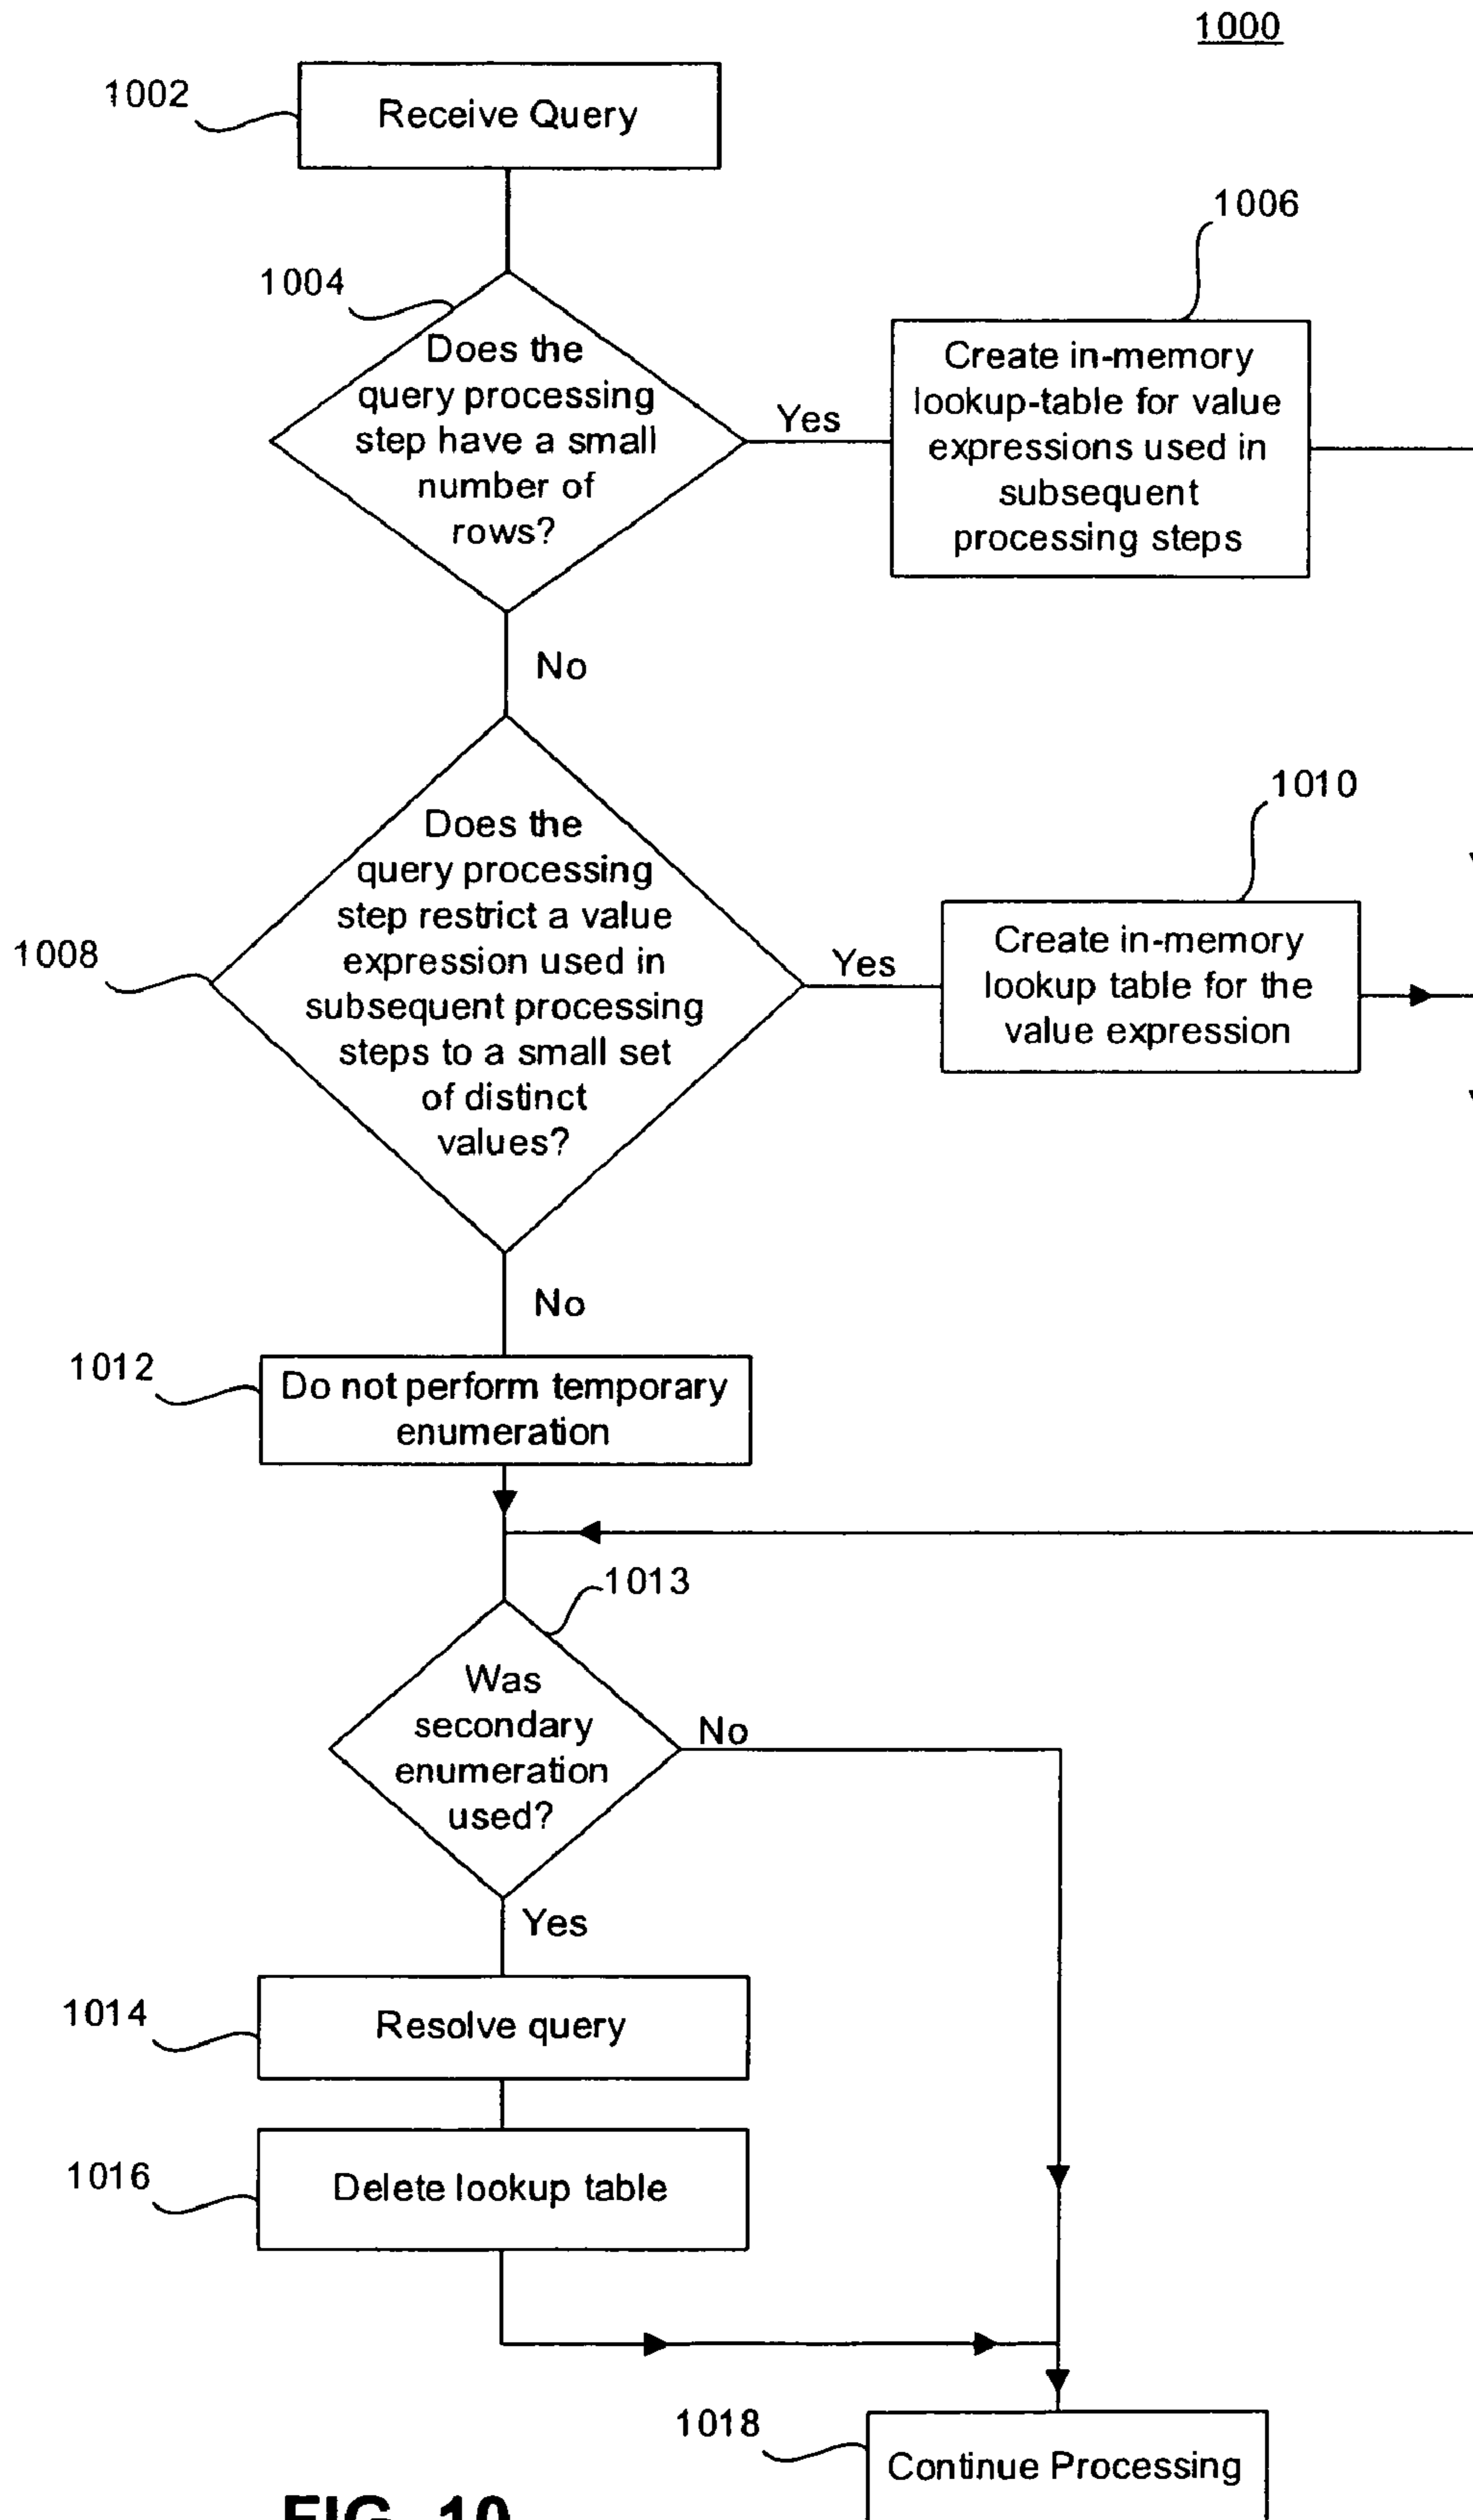 1000
1002
Receive Query
1006
1004
Does the
query processing
step have a small
number of
rows?
Yes
Create in-memory
lookup-table for value
expressions used in
subsequent
processing steps
No
1010
Does the
query processing
step restrict a value
expression used in
subsequent processing
steps to a small set
of distinct
values?
1008
Yes
Create in-memory
lookup table for the
value expression
No
1012
Do not perform temporary
enumeration
1013
Was
secondary
enumeration
used?
No
Yes
1014
Resolve query
1016
Delete lookup table
1018
Continue Processing
FIG. 10